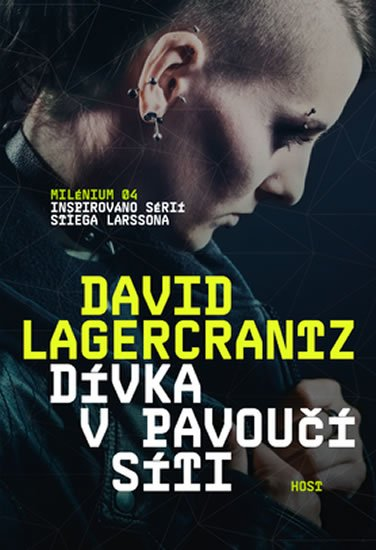 MILÉNIUM 04
INSPIROVÁNO SÉRIÍ
STIEGA LARSSONA
DAVID
LAGERCRANTZ
DÍVKA
V PAVOUČÍ
SÍTI
HOST